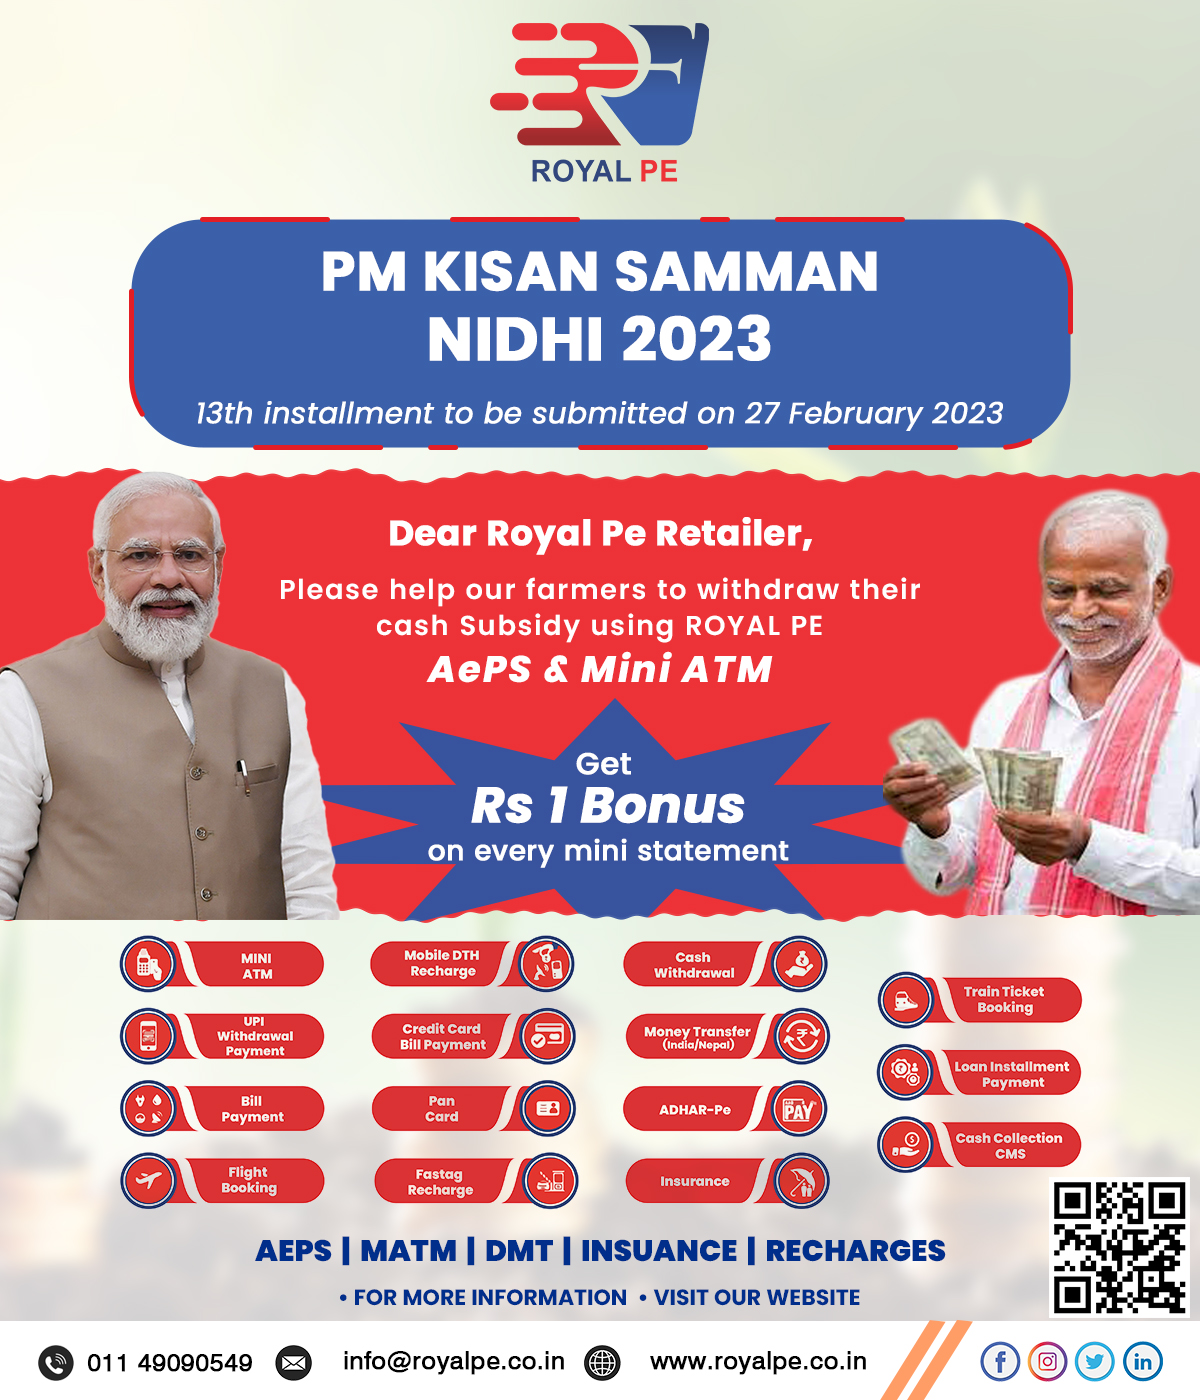 ROYAL PE
PM KISAN SAMMAN
NIDHI 2023
13th installment to be submitted on 27 February 2023
Dear Royal Pe Retailer,
Please help our farmers to withdraw their
cash Subsidy using ROYAL PE
AePS & Mini ATM
Get
Rs 1 Bonus
on every mini statement
MINI
ATM
UPI
Withdrawal
Payment
Bill
Payment
Flight
Booking
Mobile DTH
Recharge
Credit Card
Bill Payment
Pan
Card
Fastag
Recharge
Cash
Withdrawal
Money Transfer
(India/Nepal)
ADHAR-Pe
PAY
Insurance
Train Ticket
Booking
Loan Installment
Payment
Cash Collection
CMS
AEPS | MATM | DMT | INSUANCE | RECHARGES
• FOR MORE INFORMATION • VISIT OUR WEBSITE
011 49090549 info@royalpe.co.in www.royalpe.co.in